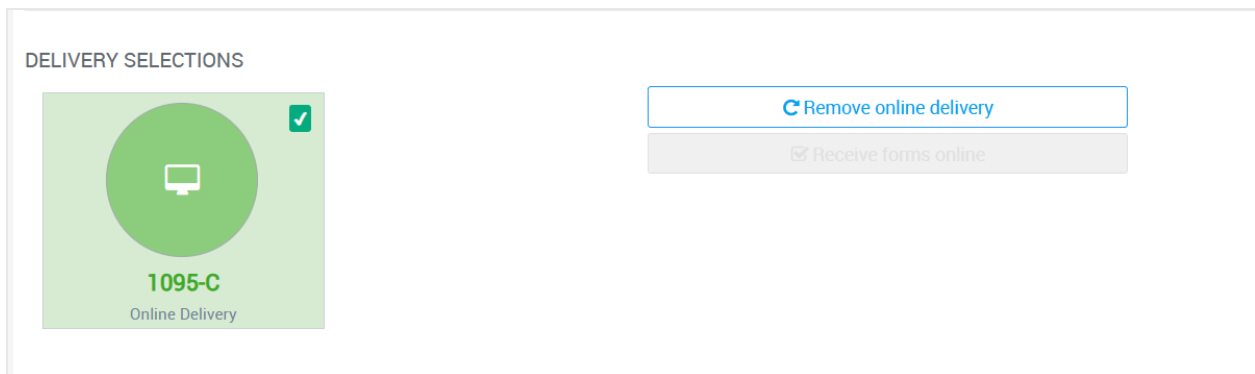 DELIVERY SELECTIONS
Remove online delivery
Receive forms online
1095-C
Online Delivery